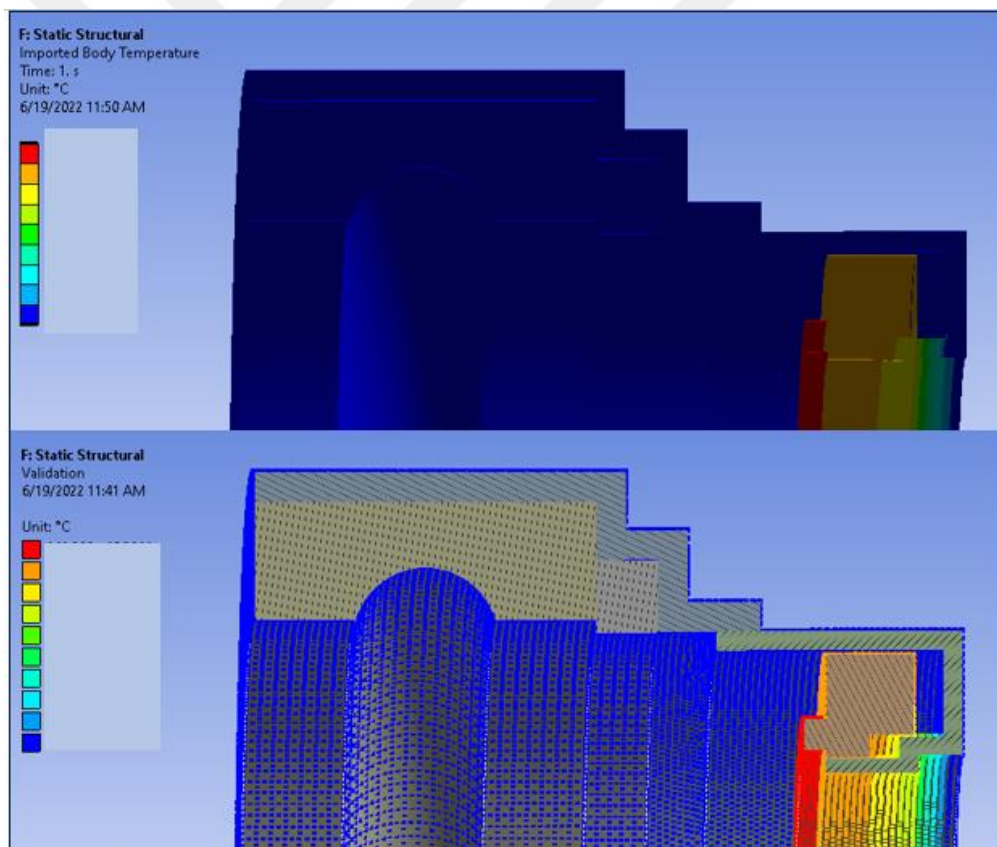 F: Static Structural
Imported Body Temperature
Time: 1. s
Unit: °C
6/19/2022 11:50 AM
F: Static Structural
Validation
6/19/2022 11:41 AM
Unit: °C